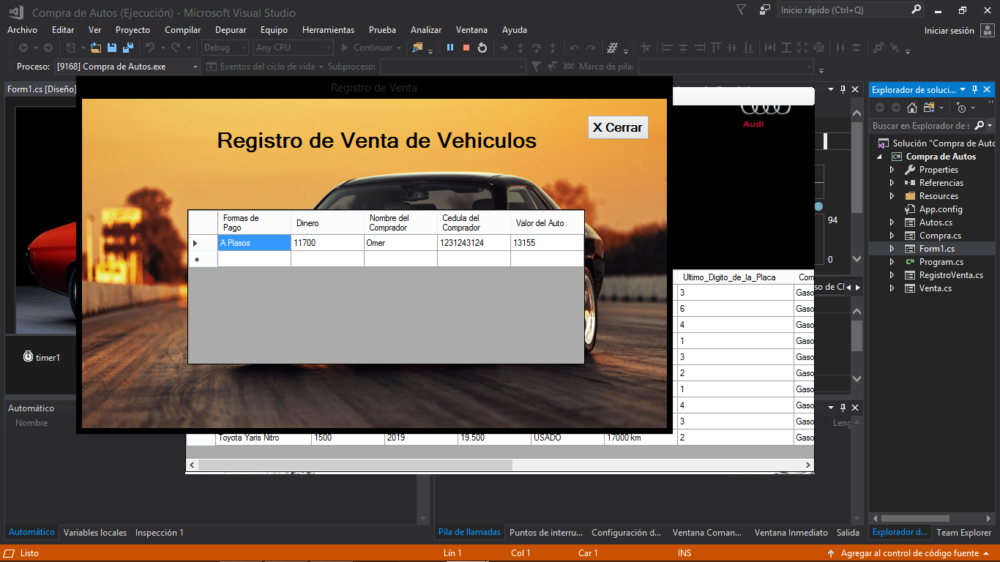 Compra de Autos (Ejecución) - Microsoft Visual Studio
Inicio rápido (Ctrl+Q)
Archivo Editar Ver Proyecto Compilar Depurar Equipo Herramientas Prueba Analizar Ventana Ayuda
Iniciar sesión
Debug Any CPU Continuar
Proceso: [9168] Compra de Autos.exe Eventos del ciclo de vida Subproceso: Marco de pila:
Form1.cs [Diseño]
Registro de Venta
X Cerrar
Registro de Venta de Vehiculos
Formas de Pago Dinero Nombre del Comprador Cedula del Comprador Valor del Auto
A Plasos 11700 Omer 1231243124 13155
Audi
94
0
so de Cl
Ultimo_Digito_de_la_Placa Com
3 Gaso
6 Gaso
4 Gaso
1 Gaso
3 Gaso
2 Gaso
1 Gaso
4 Gaso
3 Gaso
Toyota Yaris Nitro 1500 2019 19.500 USADO 17000 km 2 Gaso
timer1
Automático
Nombre
Leng
Explorador de soluci...
Buscar en Explorador de s
Solución "Compra de Auto
Compra de Autos
Properties
Referencias
Resources
App.config
Autos.cs
Compra.cs
Form1.cs
Program.cs
RegistroVenta.cs
Venta.cs
Automático Variables locales Inspección 1
Pila de llamadas Puntos de interru... Configuración d... Ventana Coman... Ventana Inmediato Salida
Explorador d... Team Explorer
Listo Lín 1 Col 1 Car 1 INS Agregar al control de código fuente